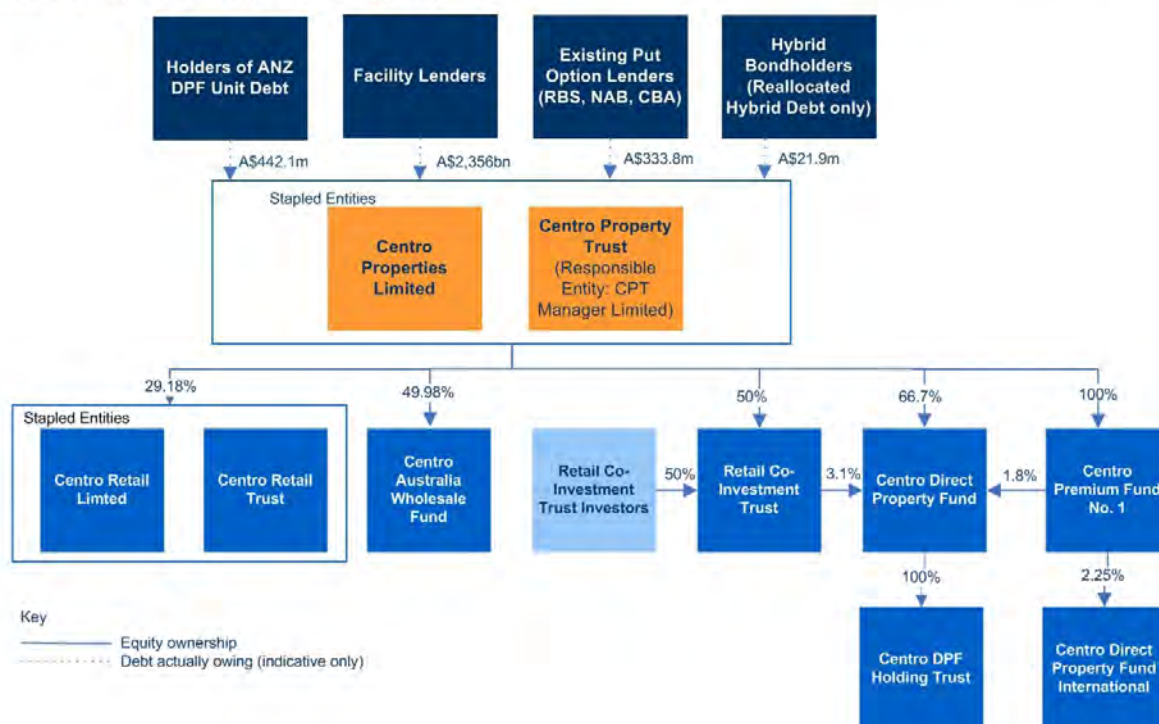 Holders of ANZ
DPF Unit Debt
Facility Lenders
Existing Put
Option Lenders
(RBS, NAB, CBA)
Hybrid
Bondholders
(Reallocated
Hybrid Debt only)
A$442.1m
A$2,356bn
A$333.8m
A$21.9m
Stapled Entities
Centro
Properties
Limited
Centro Property
Trust
(Responsible
Entity: CPT
Manager Limited)
29.18%
49.98%
50%
66.7%
100%
Stapled Entities
Centro Retail
Limted
Centro Retail
Trust
Centro
Australia
Wholesale
Fund
Retail Co-
Investment
Trust Investors
50%
Retail Co-
Investment
Trust
3.1%
Centro Direct
Property Fund
1.8%
Centro
Premium Fund
No. 1
100%
2.25%
Key
Equity ownership
Debt actually owing (indicative only)
Centro DPF
Holding Trust
Centro Direct
Property Fund
International